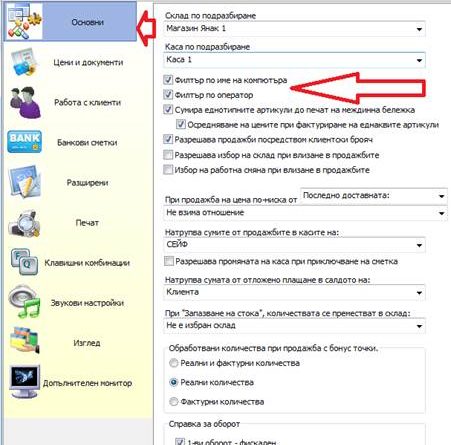 Основни
Цени и документи
Работа с клиенти
Банкови сметки
Разширени
Печат
Клавишни комбинации
Звукови настройки
Изглед
Допълнителен монитор
Склад по подразбиране
Магазин Янак 1
Каса по подразбиране
Каса 1
Филтър по име на компютъра
Филтър по оператор
Сумира еднотипните артикули до печат на междинна бележка
Осредняване на цените при фактуриране на еднаквите артикули
Разрешава продажби посредством клиентски брояч
Разрешава избор на склад при влизане в продажбите
Избор на работна смяна при влизане в продажбите
При продажба на цена по-ниска от Последно доставната:
Не взима отношение
Натрупва сумите от продажбите в касите на:
СЕЙФ
Разрешава промяната на каса при приключване на сметка
Натрупва сумата от отложено плащане в салдото на:
Клиента
При "Запазване на стока", количествата се пренестват в склад:
Не е избран склад
Обработвани количества при продажба с бонус точки.
Реални и фактурни количества
Реални количества
Фактурни количества
Справка за оборот
1-ви оборот - фискален